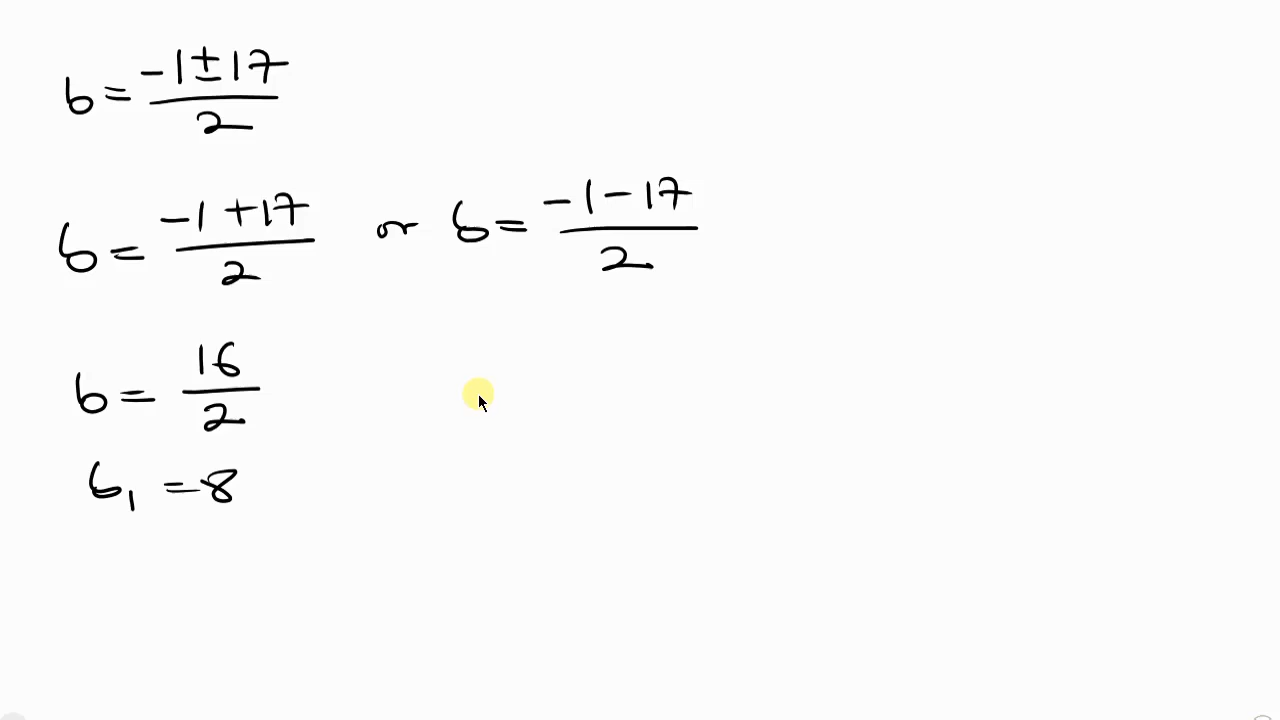 b = -1 ± 17 / 2
b = -1 + 17 / 2 or b = -1 - 17 / 2
b = 16 / 2
b₁ = 8